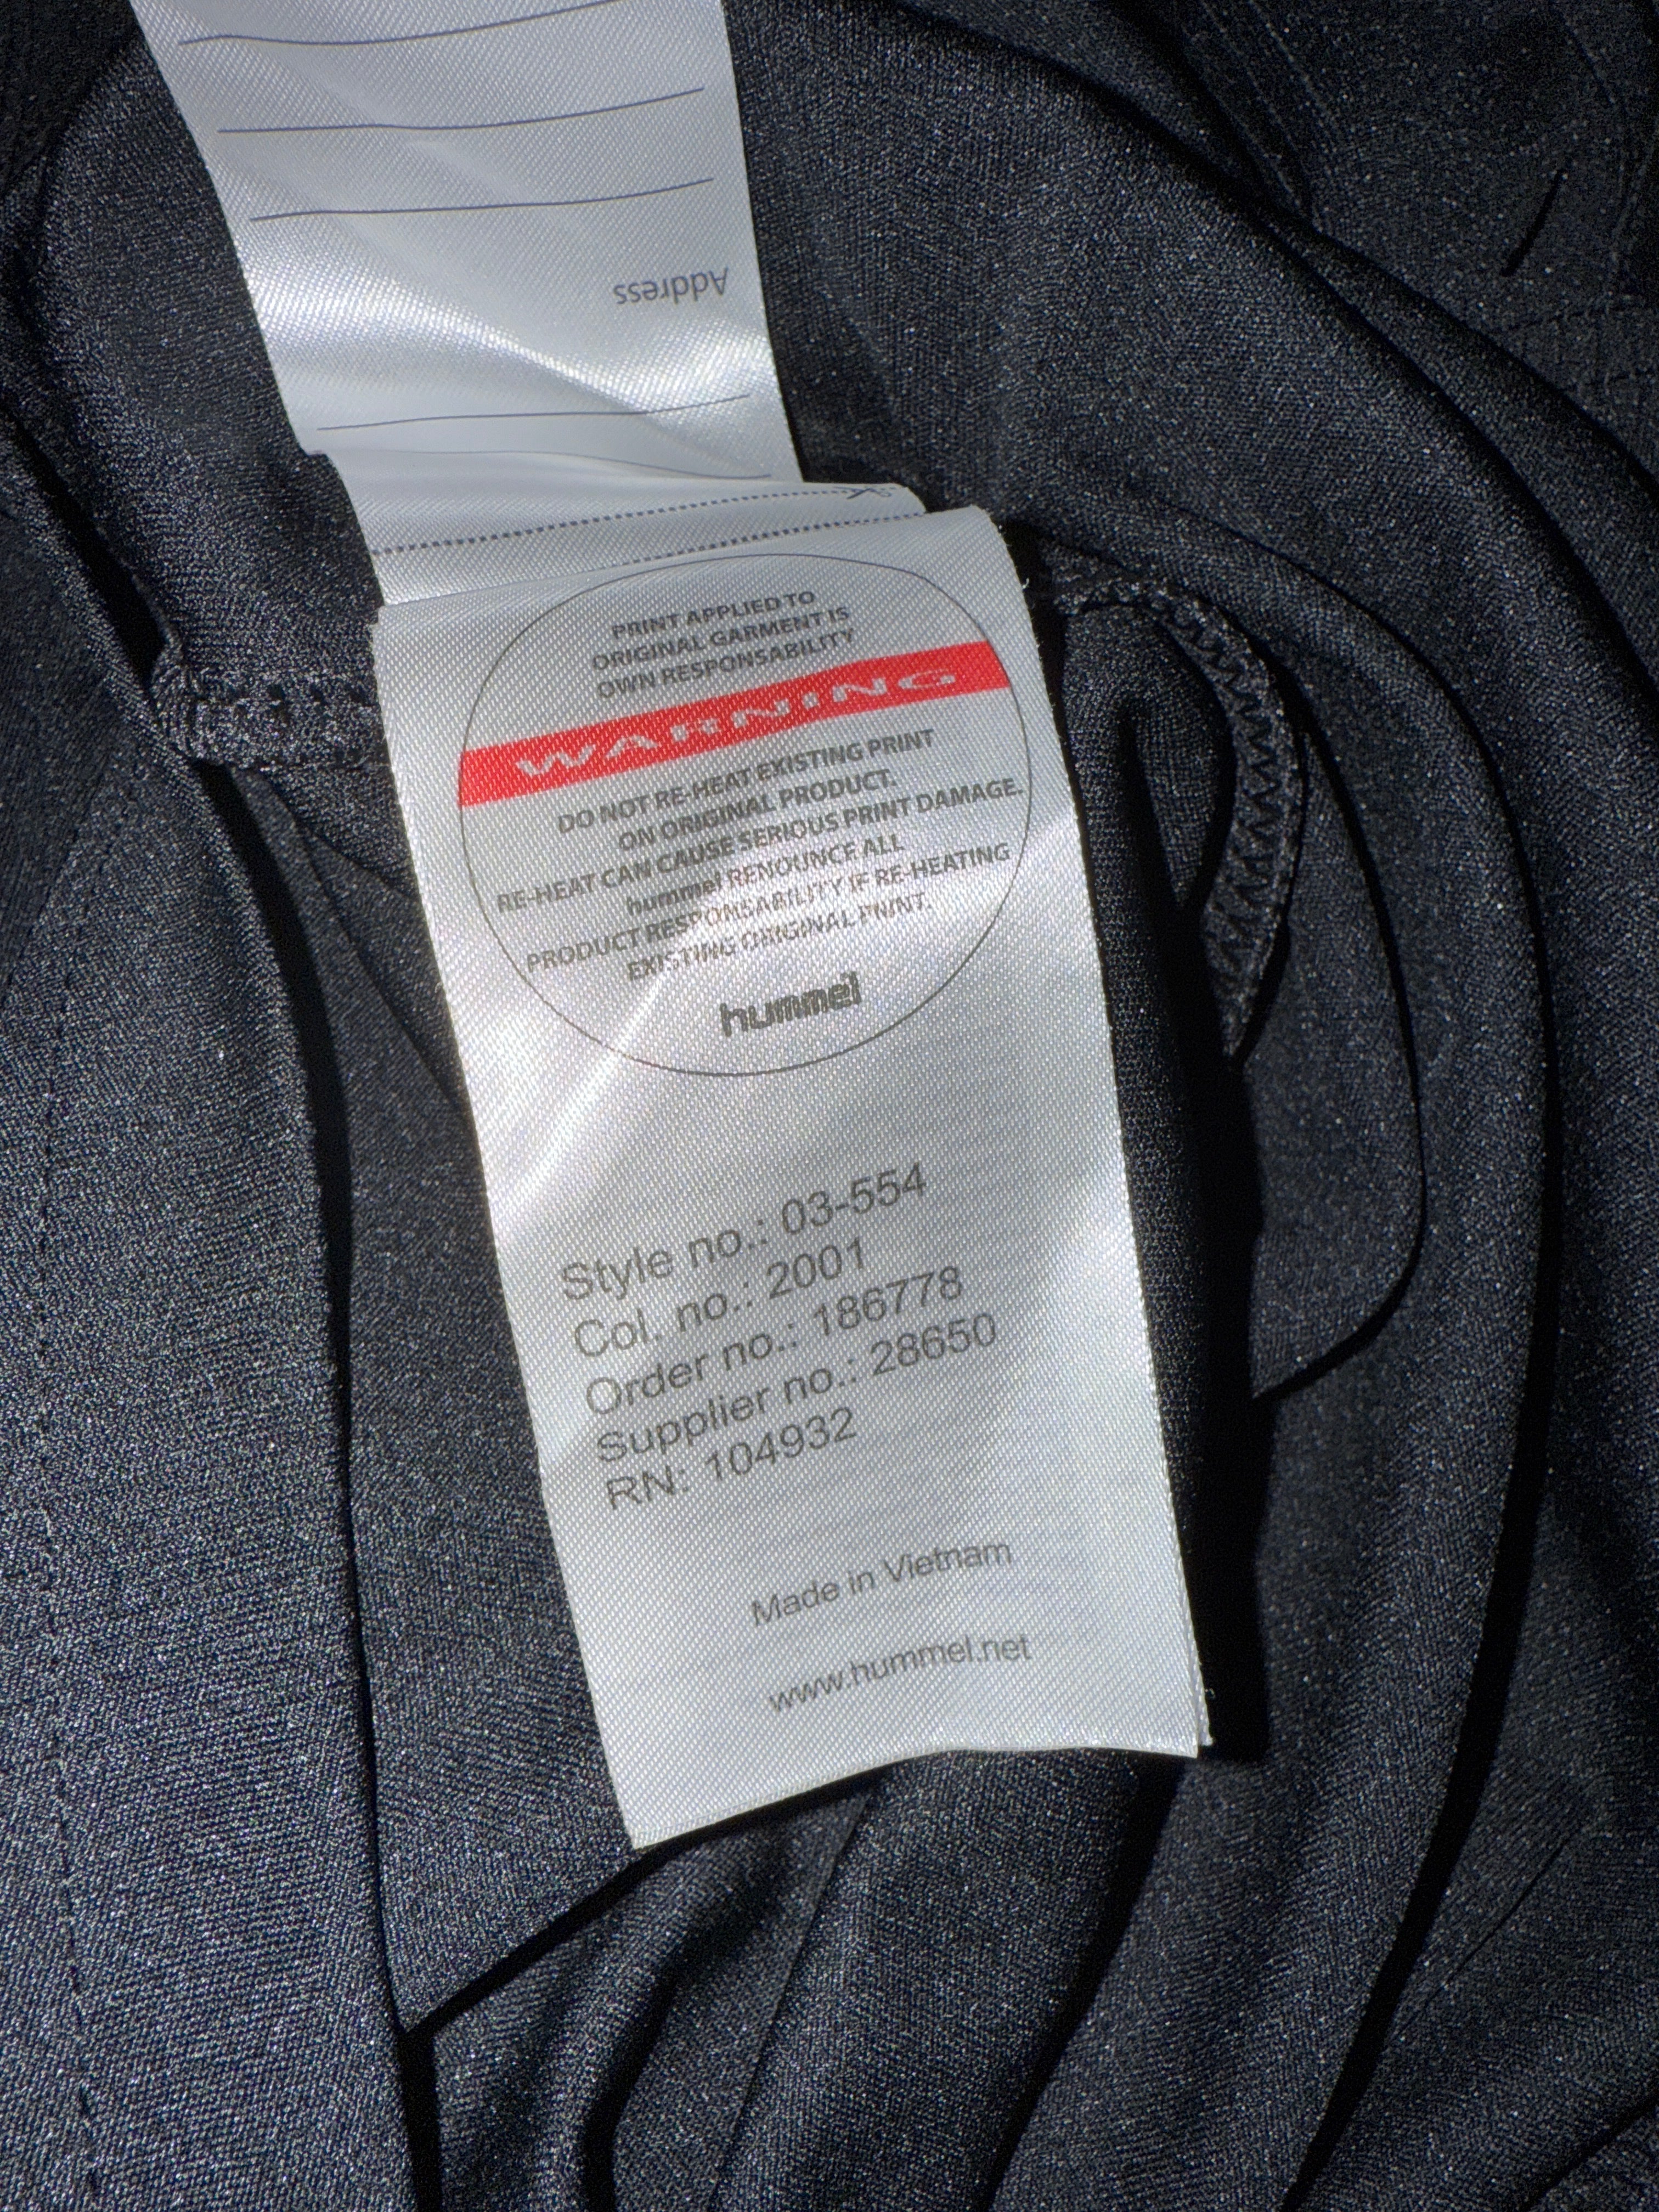 Address
PRINT APPLIED TO
ORIGINAL GARMENT IS
OWN RESPONSABILITY
WARNING
DO NOT RE-HEAT EXISTING PRINT
ON ORIGINAL PRODUCT.
RE-HEAT CAN CAUSE SERIOUS PRINT DAMAGE.
hummel RENOUNCE ALL
PRODUCT RESPONSABILITY IF RE-HEATING
EXISTING ORIGINAL PNINT.
hummel
Style no.: 03-554
Col. no.: 2001
Order no.: 186778
Supplier no.: 28650
RN: 104932
Made in Vietnam
www.hummel.net